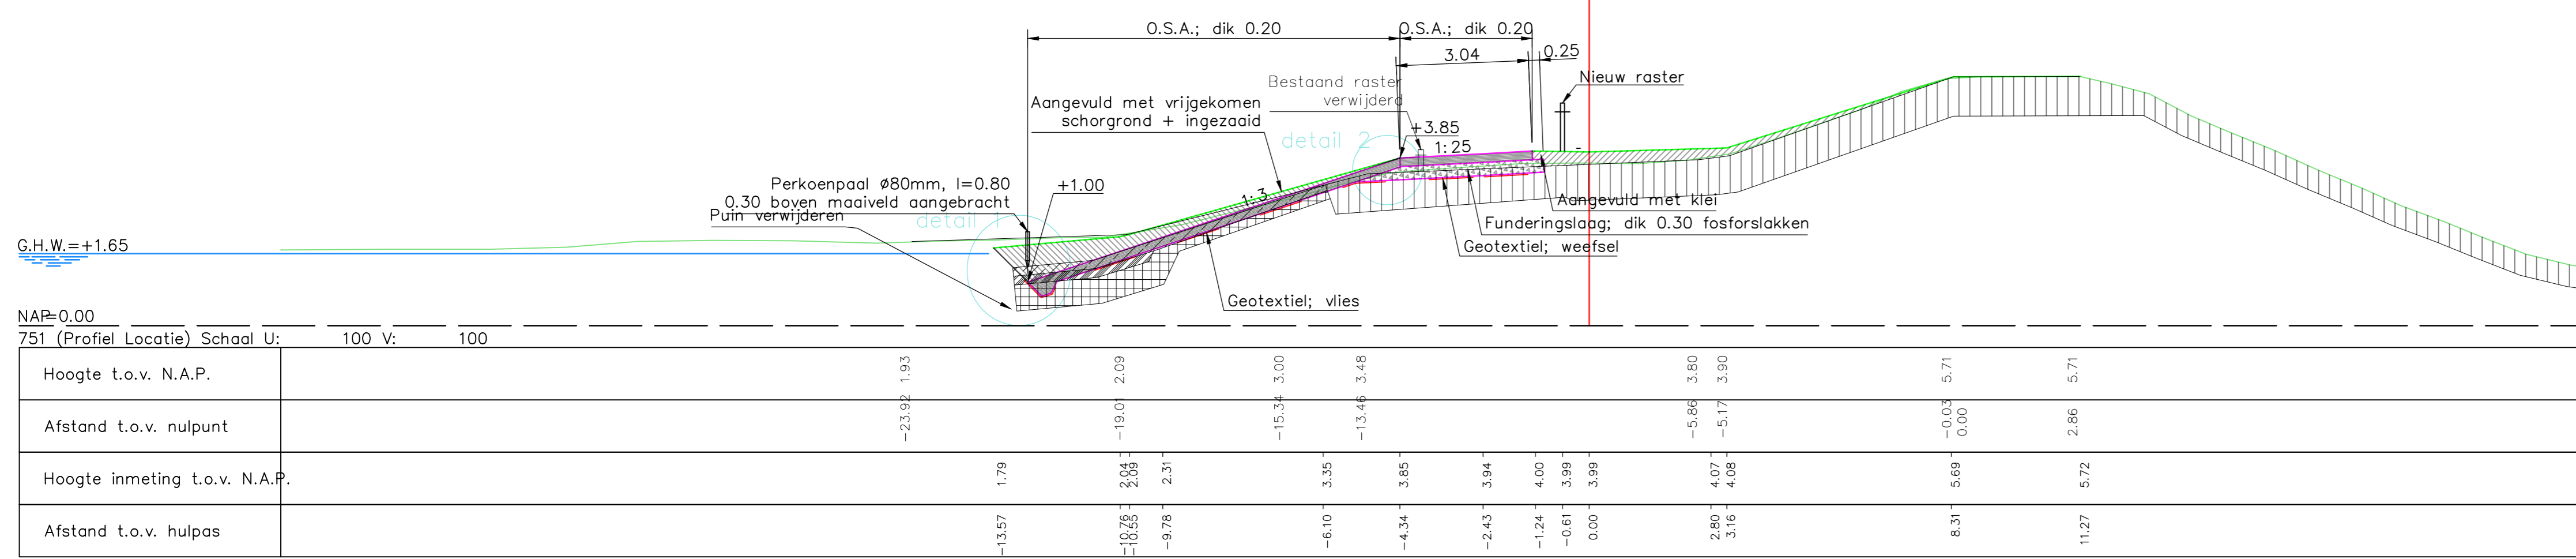 O.S.A.; dik 0.20
O.S.A.; dik 0.20
3.04
0.25
Bestaand raster
verwijderd
Nieuw raster
Aangevuld met vrijgekomen
schorgrond + ingezaaid
detail 2
+3.85
1:25
-
Perkoenpaal ø80mm, l=0.80
0.30 boven maaiveld aangebracht
+1.00
1:3
Puin verwijderen
detail 1
Aangevuld met klei
Funderingslaag; dik 0.30 fosforslakken
Geotextiel; weefsel
G.H.W.=+1.65
Geotextiel; vlies
NAP=0.00
751 (Profiel Locatie) Schaal U: 100 V: 100
Hoogte t.o.v. N.A.P. 1.93 2.09 3.00 3.48 3.80 3.90 5.71 5.71
Afstand t.o.v. nulpunt -23.92 -19.01 -15.34 -13.46 -5.86 -5.17 -0.03 0.00 2.86
Hoogte inmeting t.o.v. N.A.P. 1.79 2.04 2.09 2.31 3.35 3.85 3.94 4.00 3.99 3.99 4.07 4.08 5.69 5.72
Afstand t.o.v. hulpas -13.57 -10.76 -10.55 -9.78 -6.10 -4.34 -2.43 -1.24 -0.61 0.00 2.80 3.16 8.31 11.27